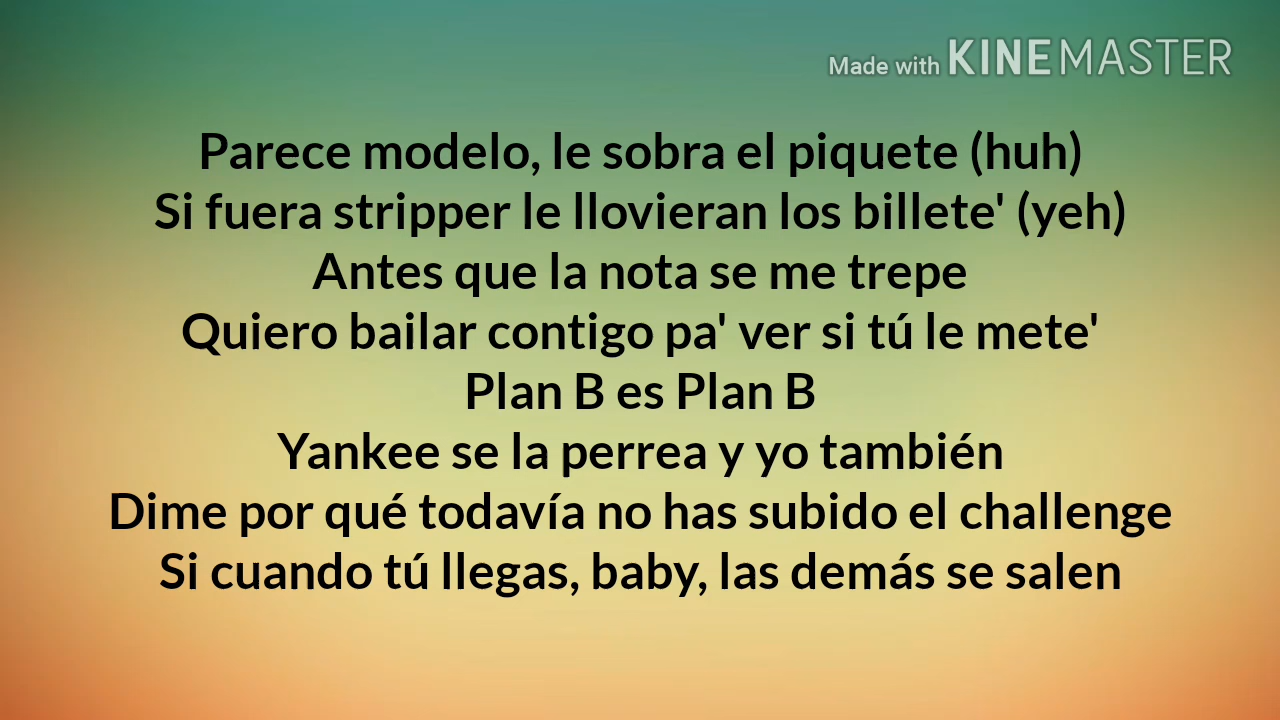 Made with KINEMASTER
Parece modelo, le sobra el piquete (huh)
Si fuera stripper le llovieran los billete' (yeh)
Antes que la nota se me trepe
Quiero bailar contigo pa' ver si tú le mete'
Plan B es Plan B
Yankee se la perrea y yo también
Dime por qué todavía no has subido el challenge
Si cuando tú llegas, baby, las demás se salen